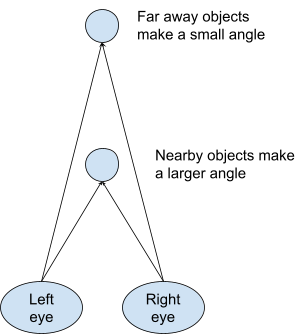 Far away objects
make a small angle
Nearby objects make
a larger angle
Left
eye
Right
eye